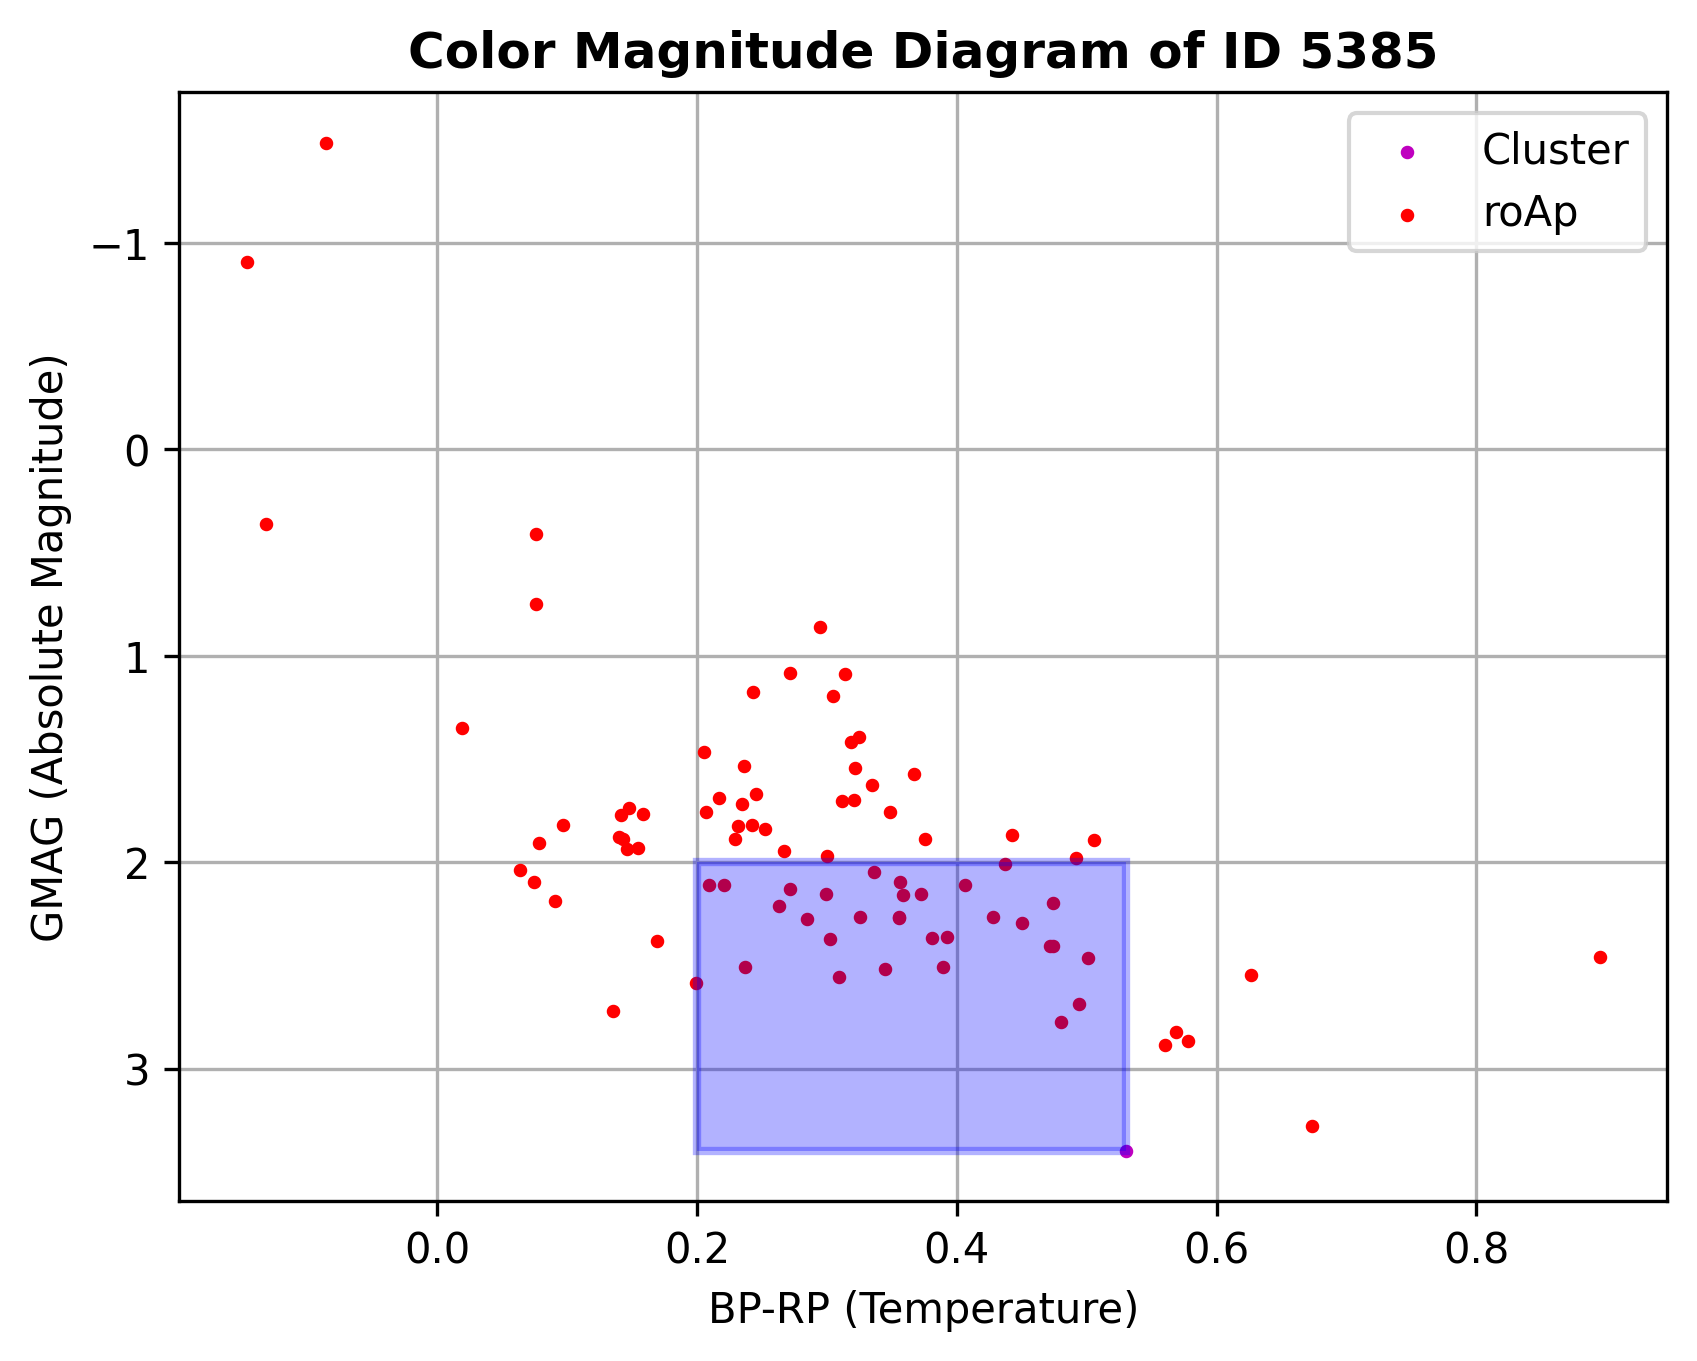 Color Magnitude Diagram of ID 5385
Cluster
roAp
GMAG (Absolute Magnitude)
−1
0
1
2
3
0.0 0.2 0.4 0.6 0.8
BP-RP (Temperature)